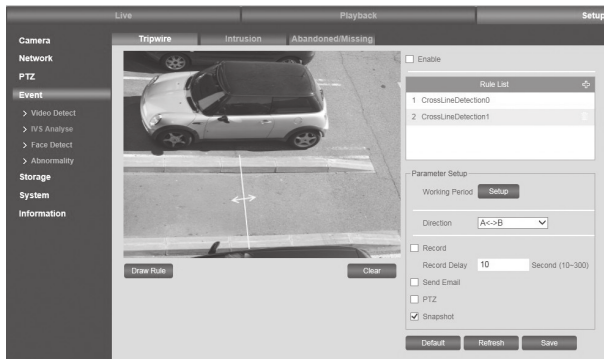 Live Playback Setup
Camera
Network
PTZ
Event
> Video Detect
> IVS Analyse
> Face Detect
> Abnormality
Storage
System
Information
Tripwire Intrusion Abandoned/Missing
Draw Rule Clear
Enable
Rule List
1 CrossLineDetection0
2 CrossLineDetection1
Parameter Setup
Working Period Setup
Direction A<->B
Record
Record Delay 10 Second (10~300)
Send Email
PTZ
Snapshot
Default Refresh Save